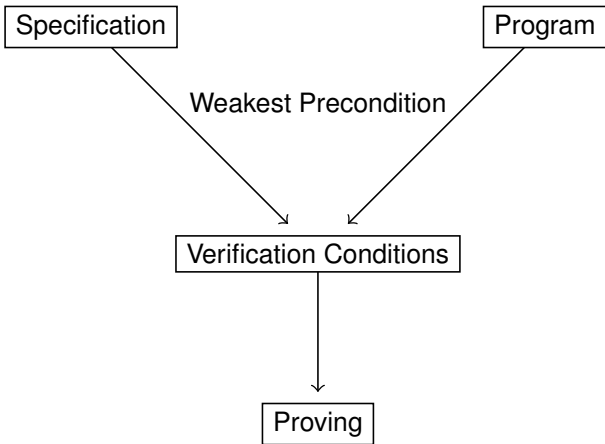 Specification
Program
Weakest Precondition
Verification Conditions
Proving